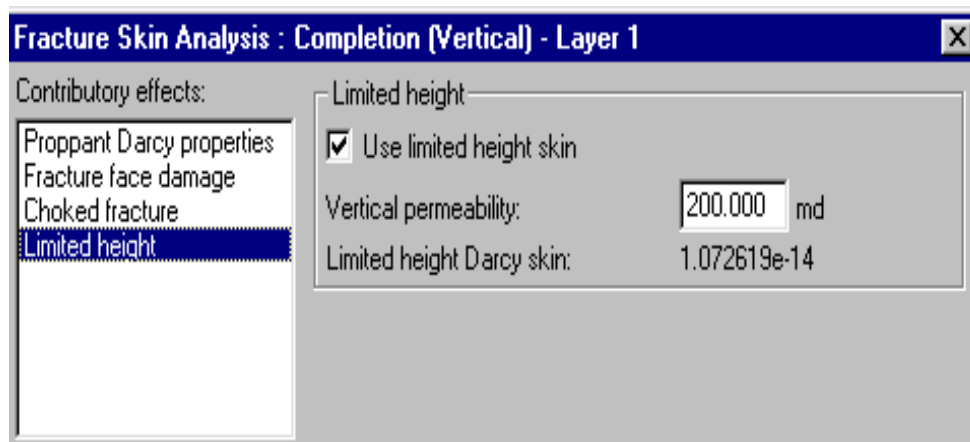 Fracture Skin Analysis : Completion (Vertical) - Layer 1
Contributory effects:
Proppant Darcy properties
Fracture face damage
Choked fracture
Limited height
Limited height
Use limited height skin
Vertical permeability: 200.000 md
Limited height Darcy skin: 1.072619e-14